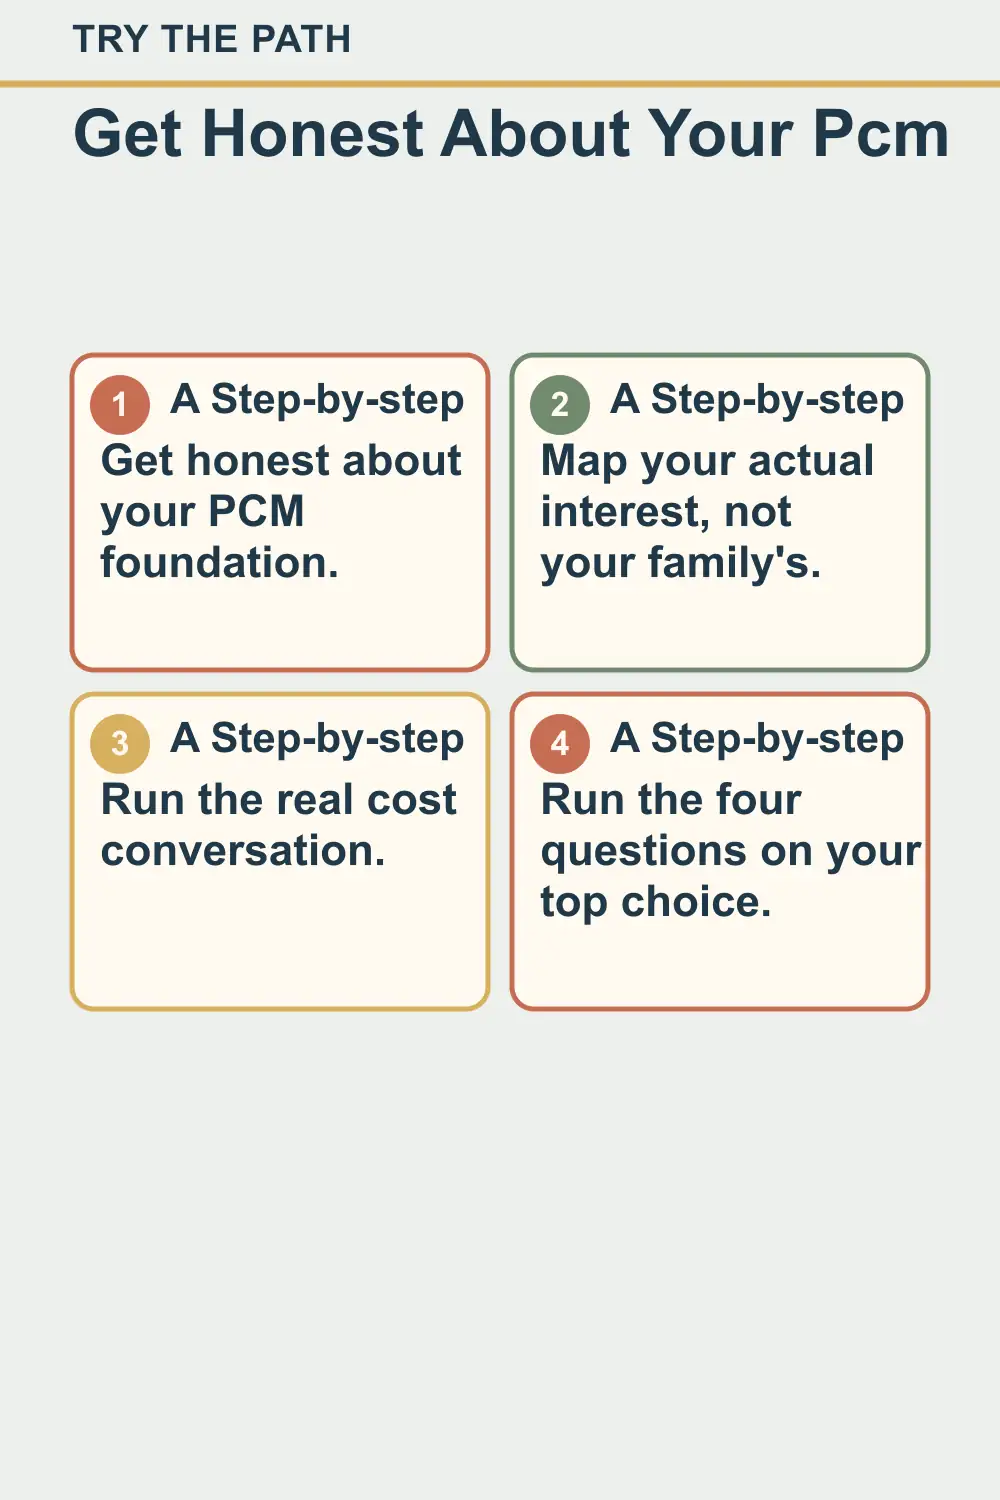 TRY THE PATH
Get Honest About Your Pcm
1 A Step-by-step
Get honest about
your PCM
foundation.
2 A Step-by-step
Map your actual
interest, not
your family's.
3 A Step-by-step
Run the real cost
conversation.
4 A Step-by-step
Run the four
questions on your
top choice.